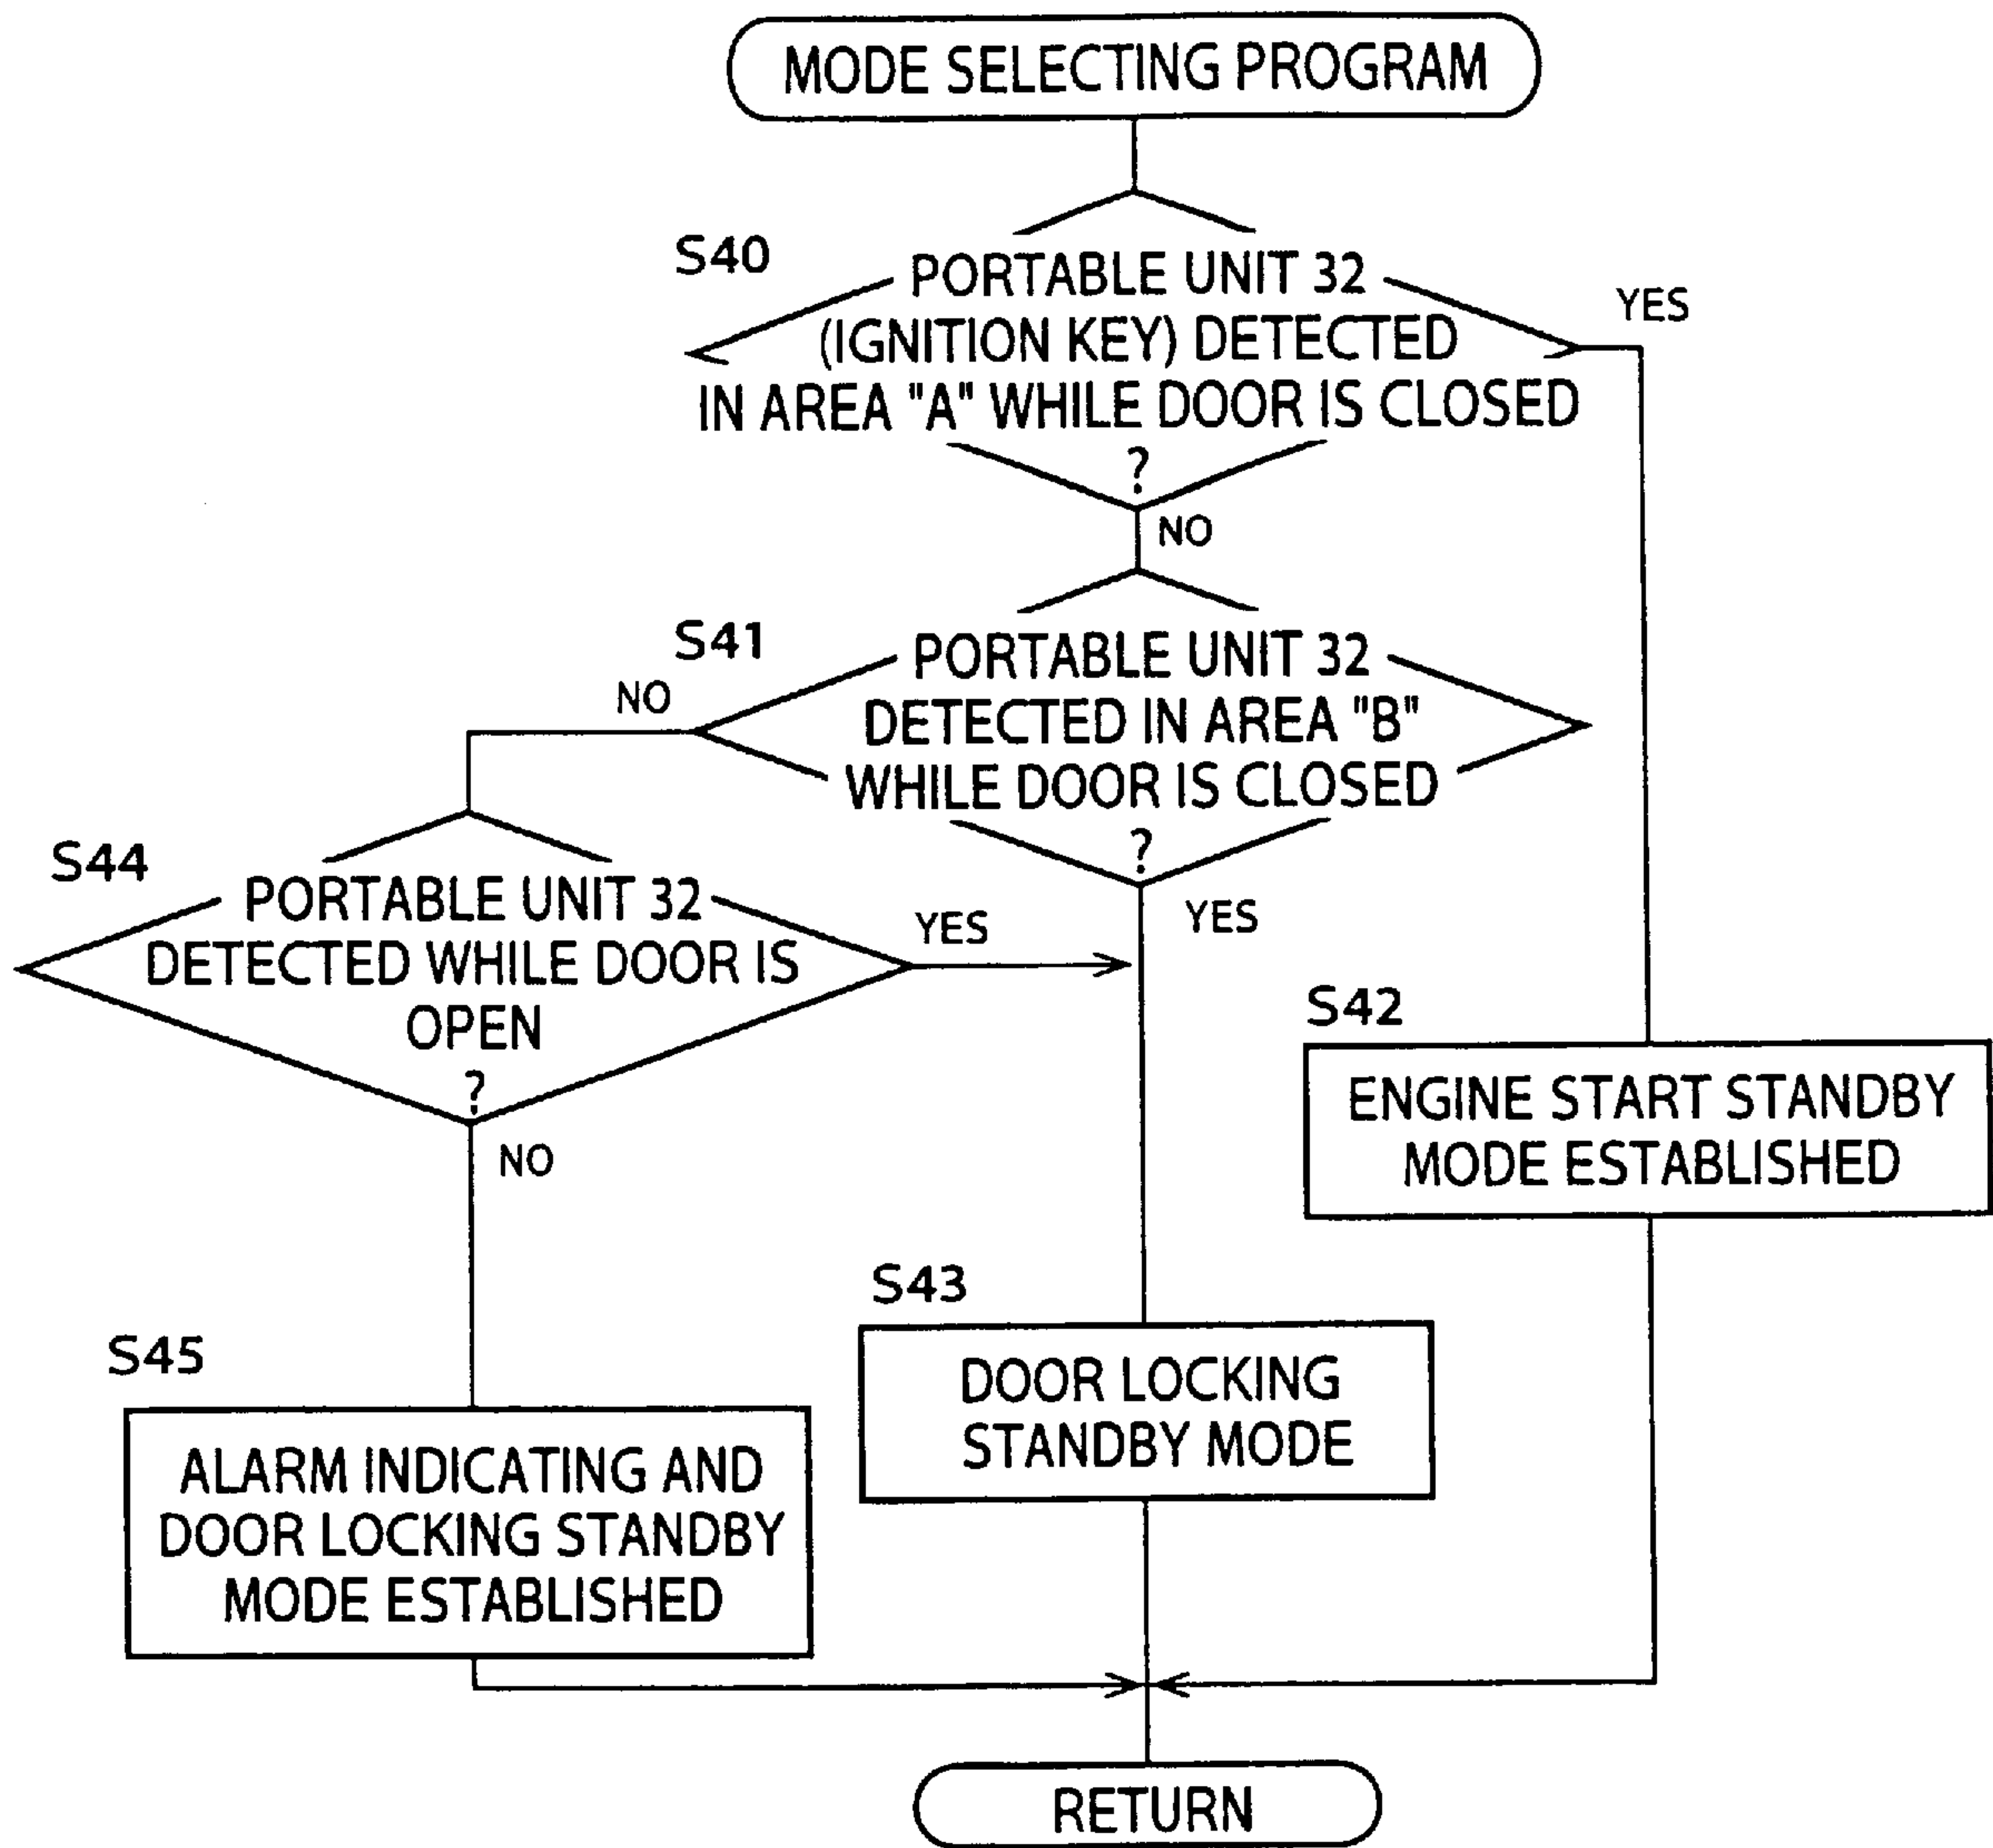 MODE SELECTING PROGRAM
S40
PORTABLE UNIT 32
(IGNITION KEY) DETECTED
IN AREA "A" WHILE DOOR IS CLOSED
?
YES
NO
S41
PORTABLE UNIT 32
DETECTED IN AREA "B"
WHILE DOOR IS CLOSED
?
NO
YES
S44
PORTABLE UNIT 32
DETECTED WHILE DOOR IS
OPEN
?
YES
NO
S42
ENGINE START STANDBY
MODE ESTABLISHED
S43
DOOR LOCKING
STANDBY MODE
S45
ALARM INDICATING AND
DOOR LOCKING STANDBY
MODE ESTABLISHED
RETURN